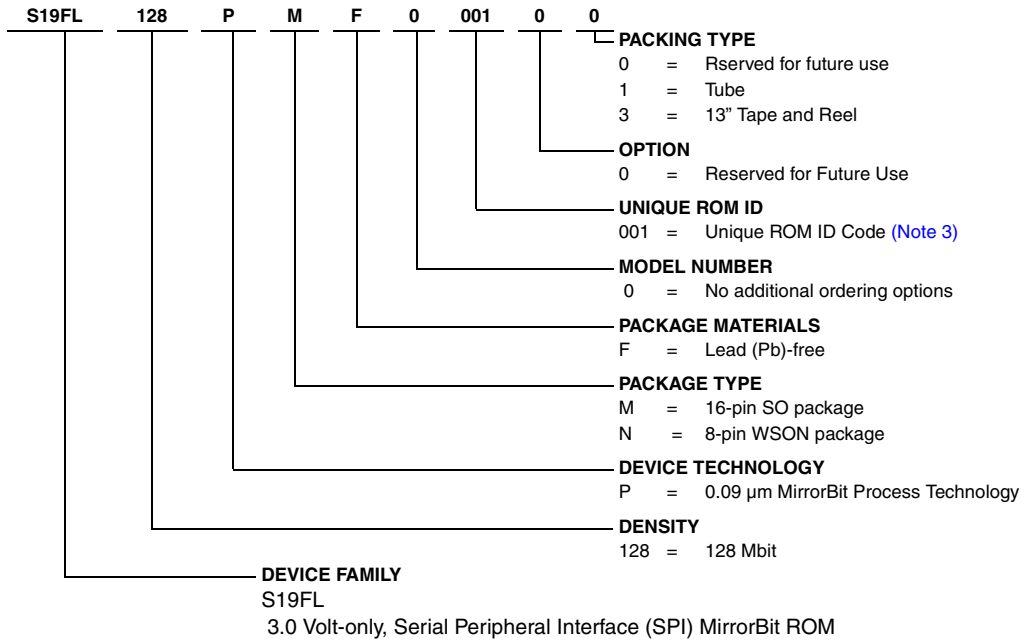 S19FL 128 P M F 0 001 0 0
PACKING TYPE
0 = Rserved for future use
1 = Tube
3 = 13” Tape and Reel
OPTION
0 = Reserved for Future Use
UNIQUE ROM ID
001 = Unique ROM ID Code (Note 3)
MODEL NUMBER
0 = No additional ordering options
PACKAGE MATERIALS
F = Lead (Pb)-free
PACKAGE TYPE
M = 16-pin SO package
N = 8-pin WSON package
DEVICE TECHNOLOGY
P = 0.09 µm MirrorBit Process Technology
DENSITY
128 = 128 Mbit
DEVICE FAMILY
S19FL
3.0 Volt-only, Serial Peripheral Interface (SPI) MirrorBit ROM